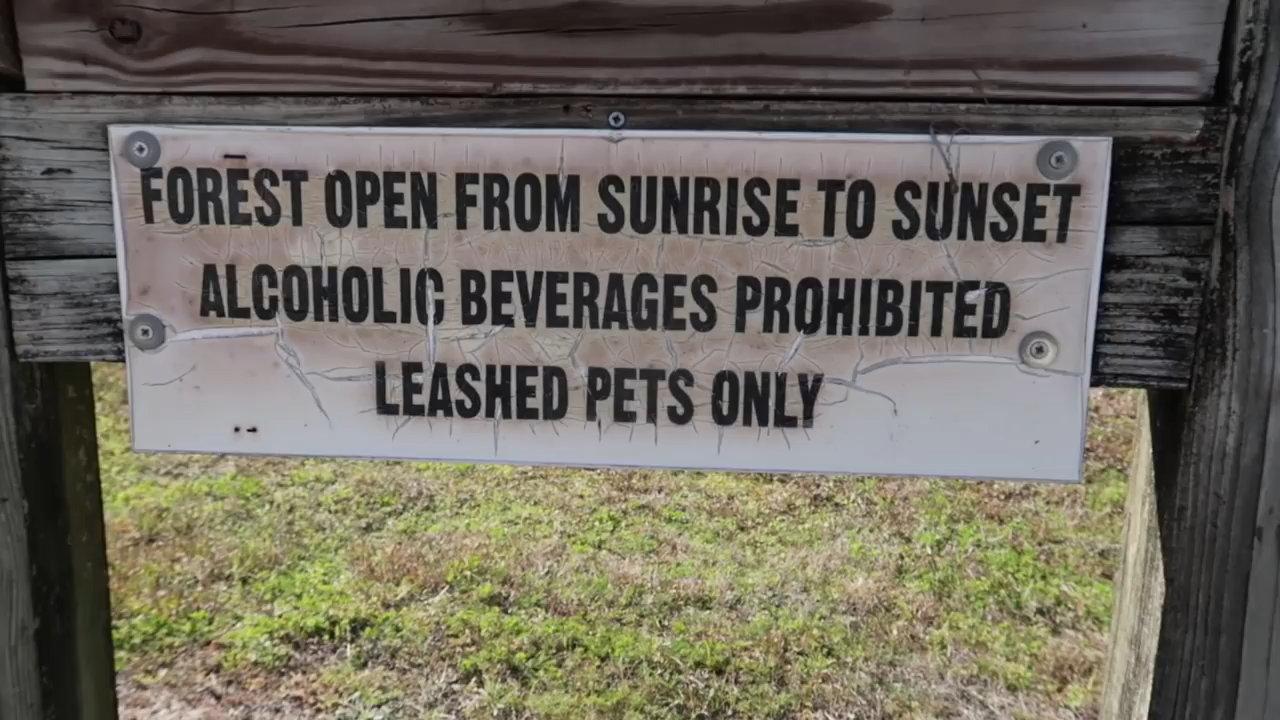 FOREST OPEN FROM SUNRISE TO SUNSET
ALCOHOLIC BEVERAGES PROHIBITED
LEASHED PETS ONLY